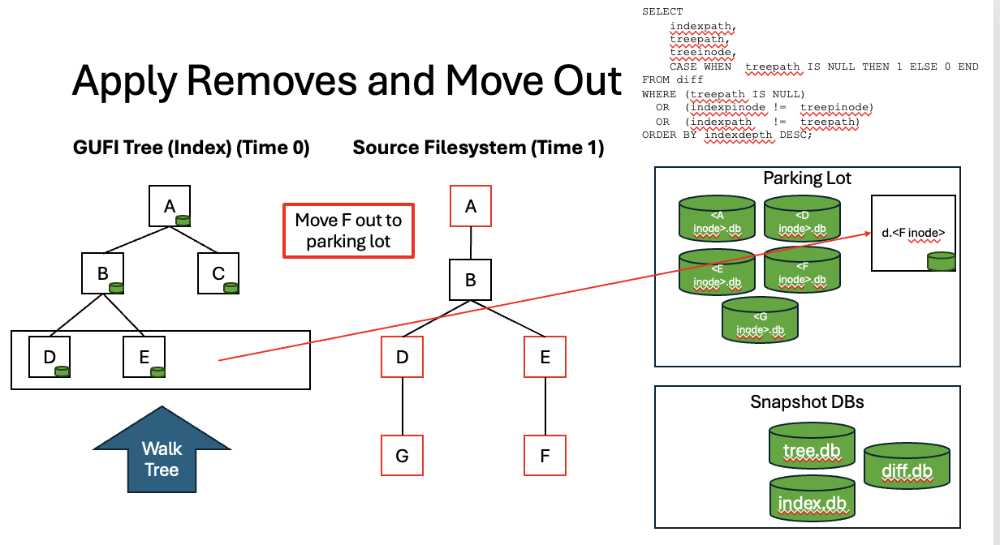 SELECT
indexpath,
treepath,
treeinode,
CASE WHEN treepath IS NULL THEN 1 ELSE 0 END
FROM diff
WHERE (treepath IS NULL)
OR (indexpinode != treepinode)
OR (indexpath != treepath)
ORDER BY indexdepth DESC;
Apply Removes and Move Out
GUFI Tree (Index) (Time 0)
Source Filesystem (Time 1)
A
B
C
D
E
Walk
Tree
Move F out to
parking lot
A
B
D
E
G
F
Parking Lot
<A
inode>.db
<D
inode>.db
<E
inode>.db
<F
inode>.db
<G
inode>.db
d.<F inode>
Snapshot DBs
tree.db
diff.db
index.db